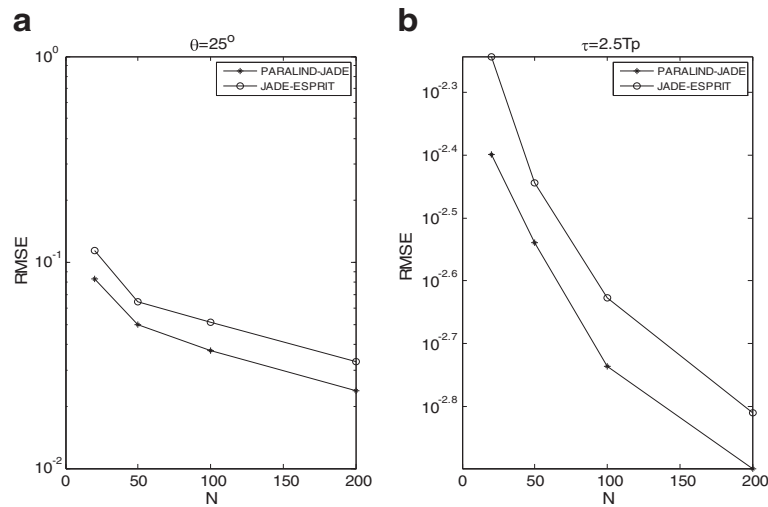 a
θ=25°
PARALIND-JADE
JADE-ESPRIT
10^0
10^-1
10^-2
RMSE
0
50
100
150
200
N
b
τ=2.5Tp
PARALIND-JADE
JADE-ESPRIT
10^-2.3
10^-2.4
10^-2.5
10^-2.6
10^-2.7
10^-2.8
RMSE
0
50
100
150
200
N